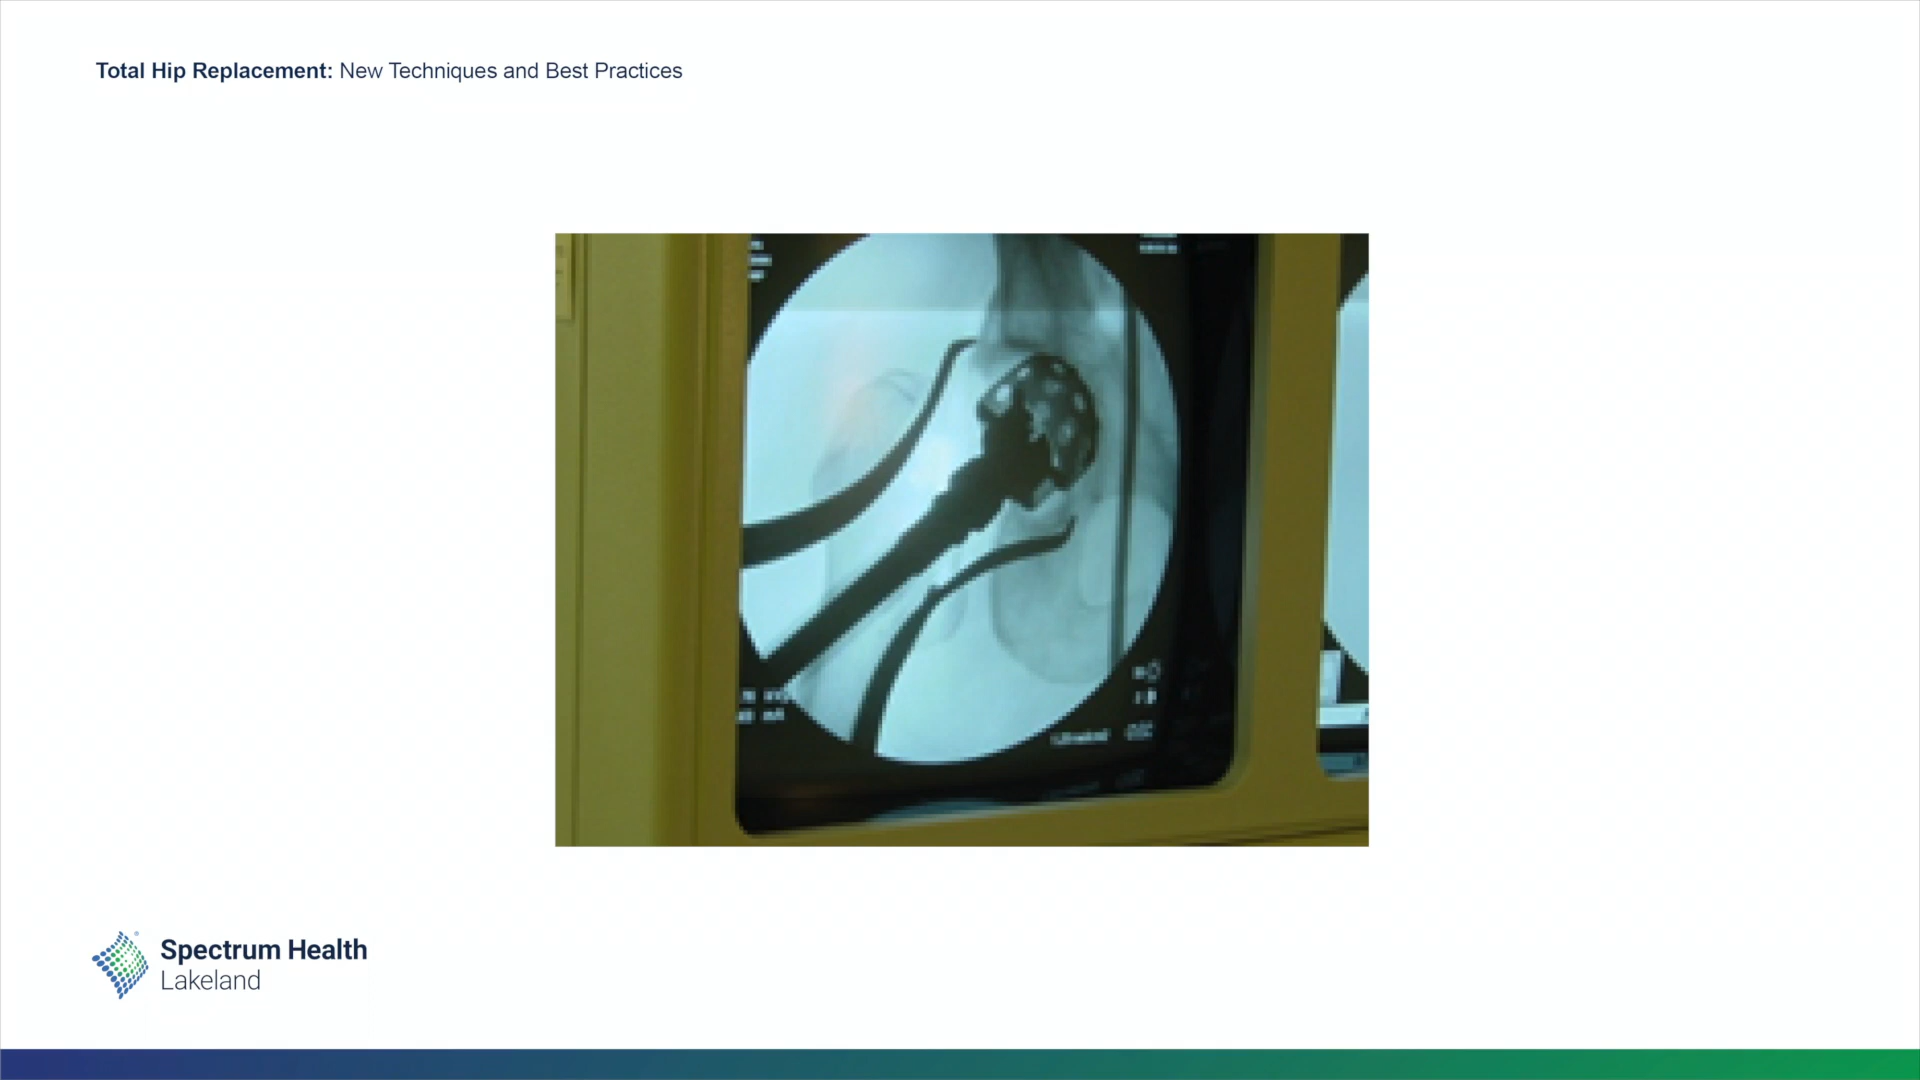 Total Hip Replacement: New Techniques and Best Practices
Spectrum Health
Lakeland